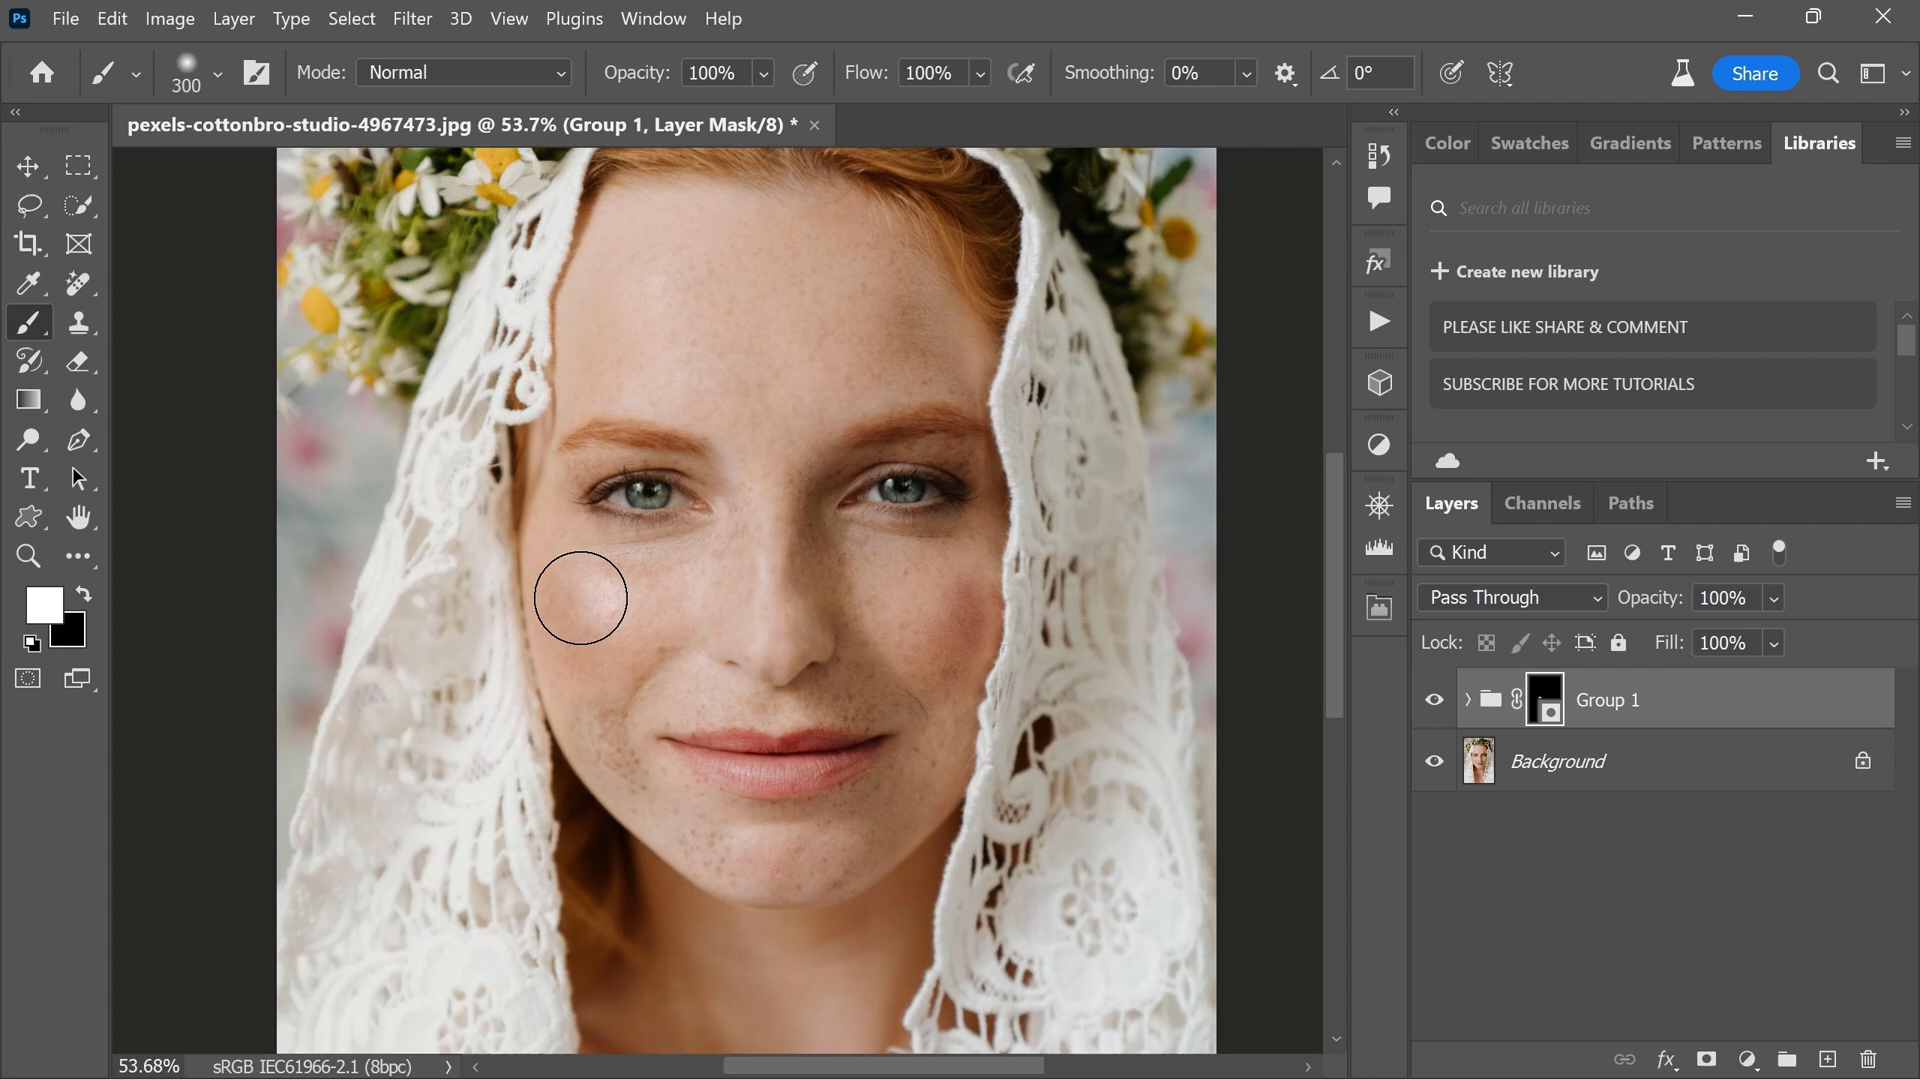 Ps File Edit Image Layer Type Select Filter 3D View Plugins Window Help
300 Mode: Normal Opacity: 100% Flow: 100% Smoothing: 0% 0° Share
pexels-cottonbro-studio-4967473.jpg @ 53.7% (Group 1, Layer Mask/8) *
Color Swatches Gradients Patterns Libraries
Search all libraries
Create new library
PLEASE LIKE SHARE & COMMENT
SUBSCRIBE FOR MORE TUTORIALS
Layers Channels Paths
Kind
Pass Through Opacity: 100%
Lock: Fill: 100%
Group 1
Background
53.68% sRGB IEC61966-2.1 (8bpc)